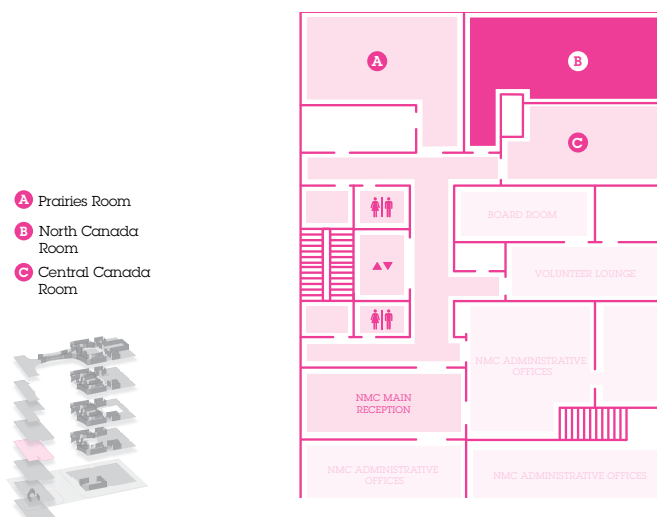 A Prairies Room
B North Canada
Room
C Central Canada
Room
A
B
C
BOARD ROOM
VOLUNTEER LOUNGE
NMC ADMINISTRATIVE
OFFICES
NMC MAIN
RECEPTION
NMC ADMINISTRATIVE
OFFICES
NMC ADMINISTRATIVE OFFICES